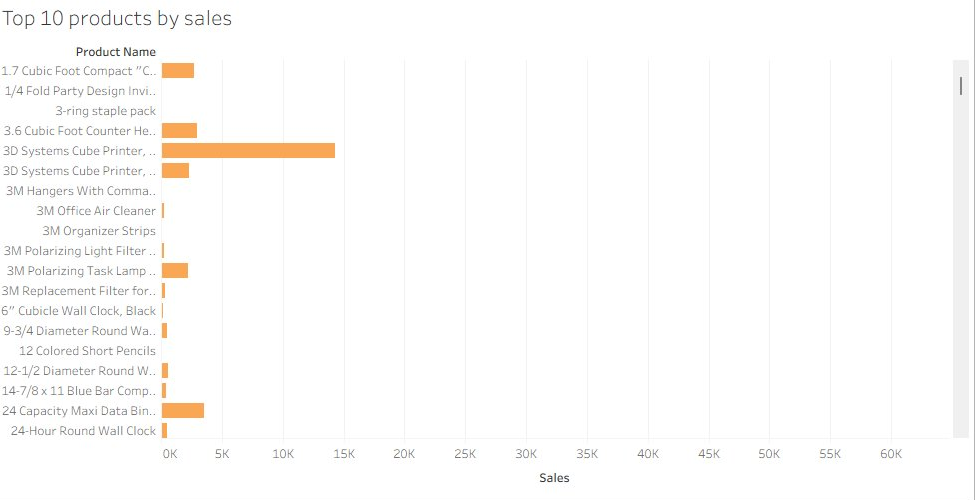 Top 10 products by sales
Product Name
1.7 Cubic Foot Compact "C..
1/4 Fold Party Design Invi..
3-ring staple pack
3.6 Cubic Foot Counter He..
3D Systems Cube Printer, ..
3D Systems Cube Printer, ..
3M Hangers With Comma..
3M Office Air Cleaner
3M Organizer Strips
3M Polarizing Light Filter ..
3M Polarizing Task Lamp ..
3M Replacement Filter for..
6" Cubicle Wall Clock, Black
9-3/4 Diameter Round Wa..
12 Colored Short Pencils
12-1/2 Diameter Round W..
14-7/8 x 11 Blue Bar Comp..
24 Capacity Maxi Data Bin..
24-Hour Round Wall Clock
0K 5K 10K 15K 20K 25K 30K 35K 40K 45K 50K 55K 60K
Sales